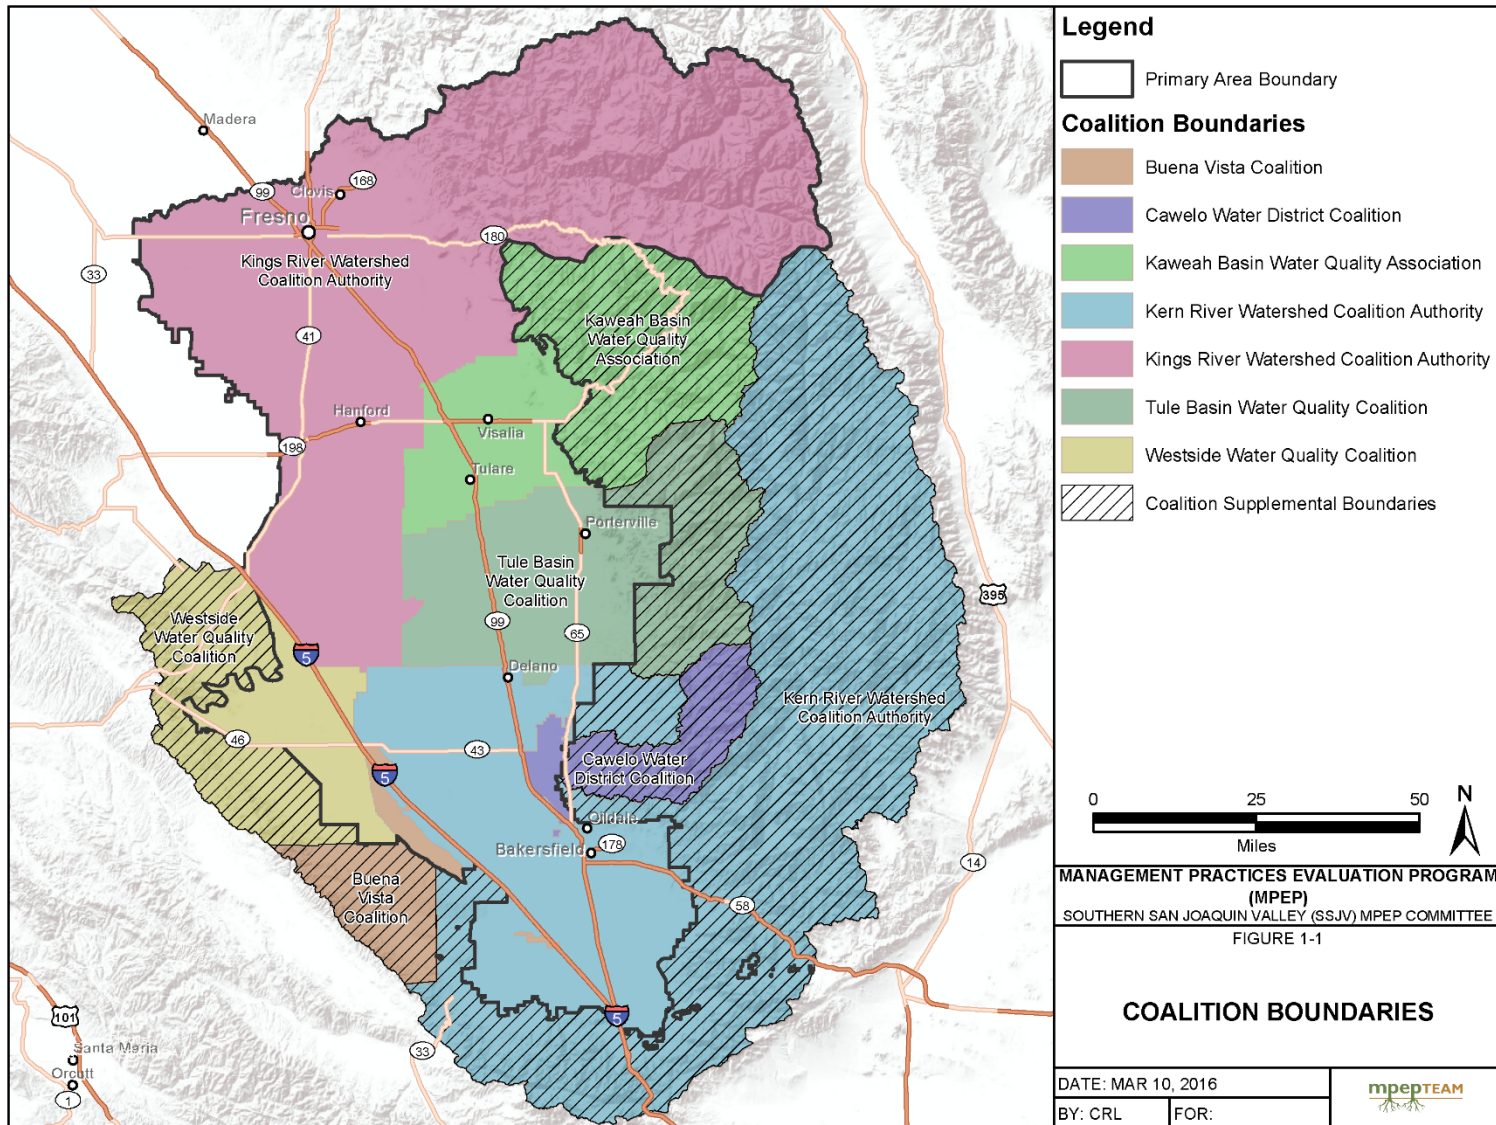 Madera
99
Clovis
168
Fresno
180
33
Kings River Watershed
Coalition Authority
41
Kaweah Basin
Water Quality
Association
Hanford
Visalia
198
Tulare
Porterville
Tule Basin
Water Quality
Coalition
395
Westside
Water Quality
Coalition
99
65
5
Delano
Kern River Watershed
Coalition Authority
46
43
5
Cawelo Water
District Coalition
Oildale
178
Bakersfield
14
Buena
Vista
Coalition
58
5
101
33
Santa Maria
Orcutt
1
Legend
Primary Area Boundary
Coalition Boundaries
Buena Vista Coalition
Cawelo Water District Coalition
Kaweah Basin Water Quality Association
Kern River Watershed Coalition Authority
Kings River Watershed Coalition Authority
Tule Basin Water Quality Coalition
Westside Water Quality Coalition
Coalition Supplemental Boundaries
0 25 50
Miles
N
MANAGEMENT PRACTICES EVALUATION PROGRAM
(MPEP)
SOUTHERN SAN JOAQUIN VALLEY (SSJV) MPEP COMMITTEE
FIGURE 1-1
COALITION BOUNDARIES
DATE: MAR 10, 2016
BY: CRL FOR:
mpepTEAM